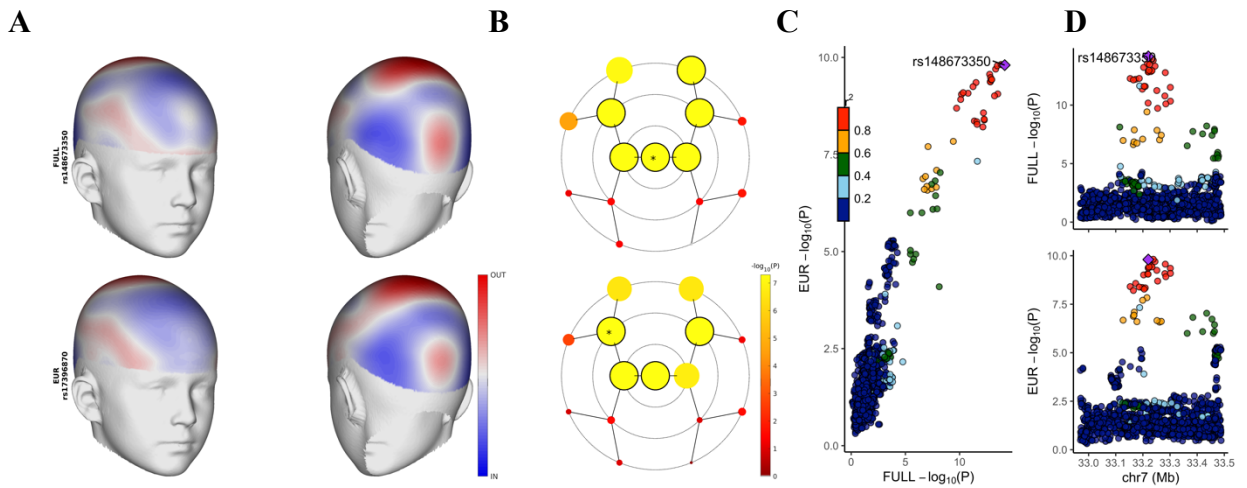 A
B
C
D
FULL
rs148673350
EUR
rs17396870
OUT
IN
*
*
-log10(P)
7
6
5
4
3
2
1
0
rs148673350
0.8
0.6
0.4
0.2
10.0
7.5
5.0
2.5
0.0
EUR −log10(P)
0
5
10
FULL −log10(P)
rs148673350
10
5
0
FULL −log10(P)
10.0
7.5
5.0
2.5
0.0
EUR −log10(P)
33.0
33.1
33.2
33.3
33.4
33.5
chr7 (Mb)